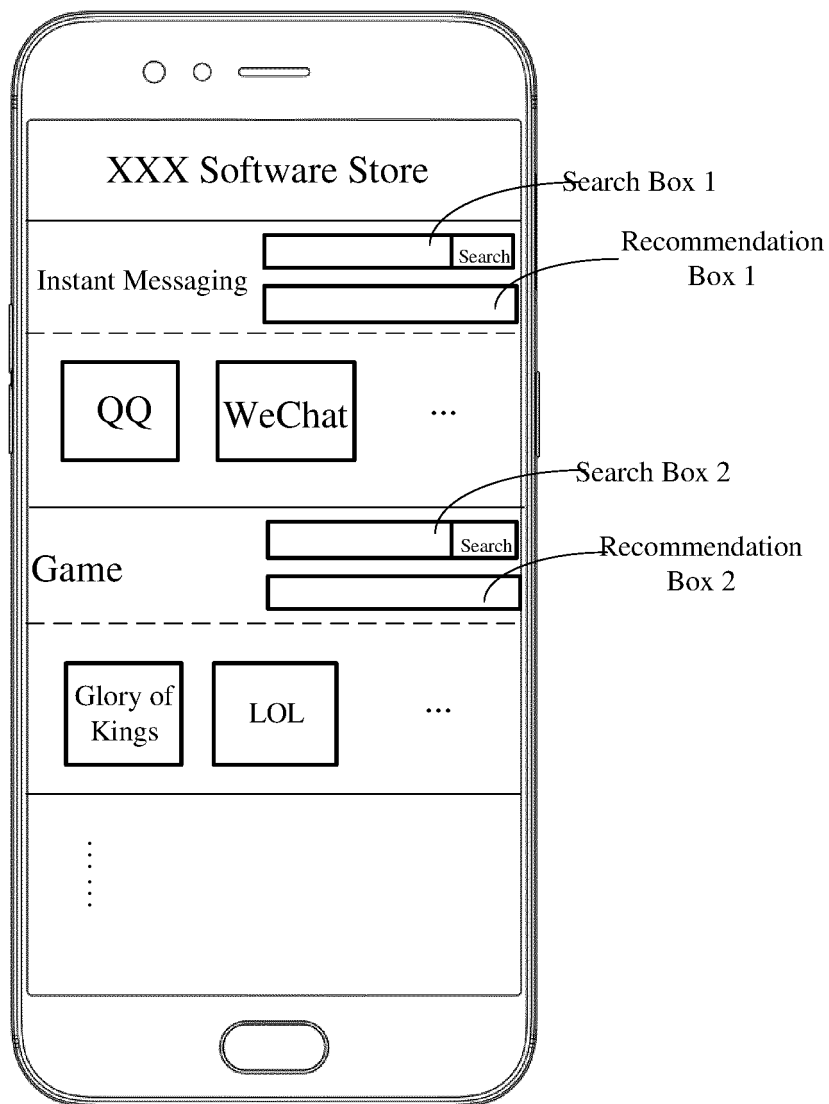 XXX Software Store
Search Box 1
Search
Recommendation
Box 1
Instant Messaging
QQ
WeChat
...
Search Box 2
Search
Recommendation
Box 2
Game
Glory of
Kings
LOL
...
......